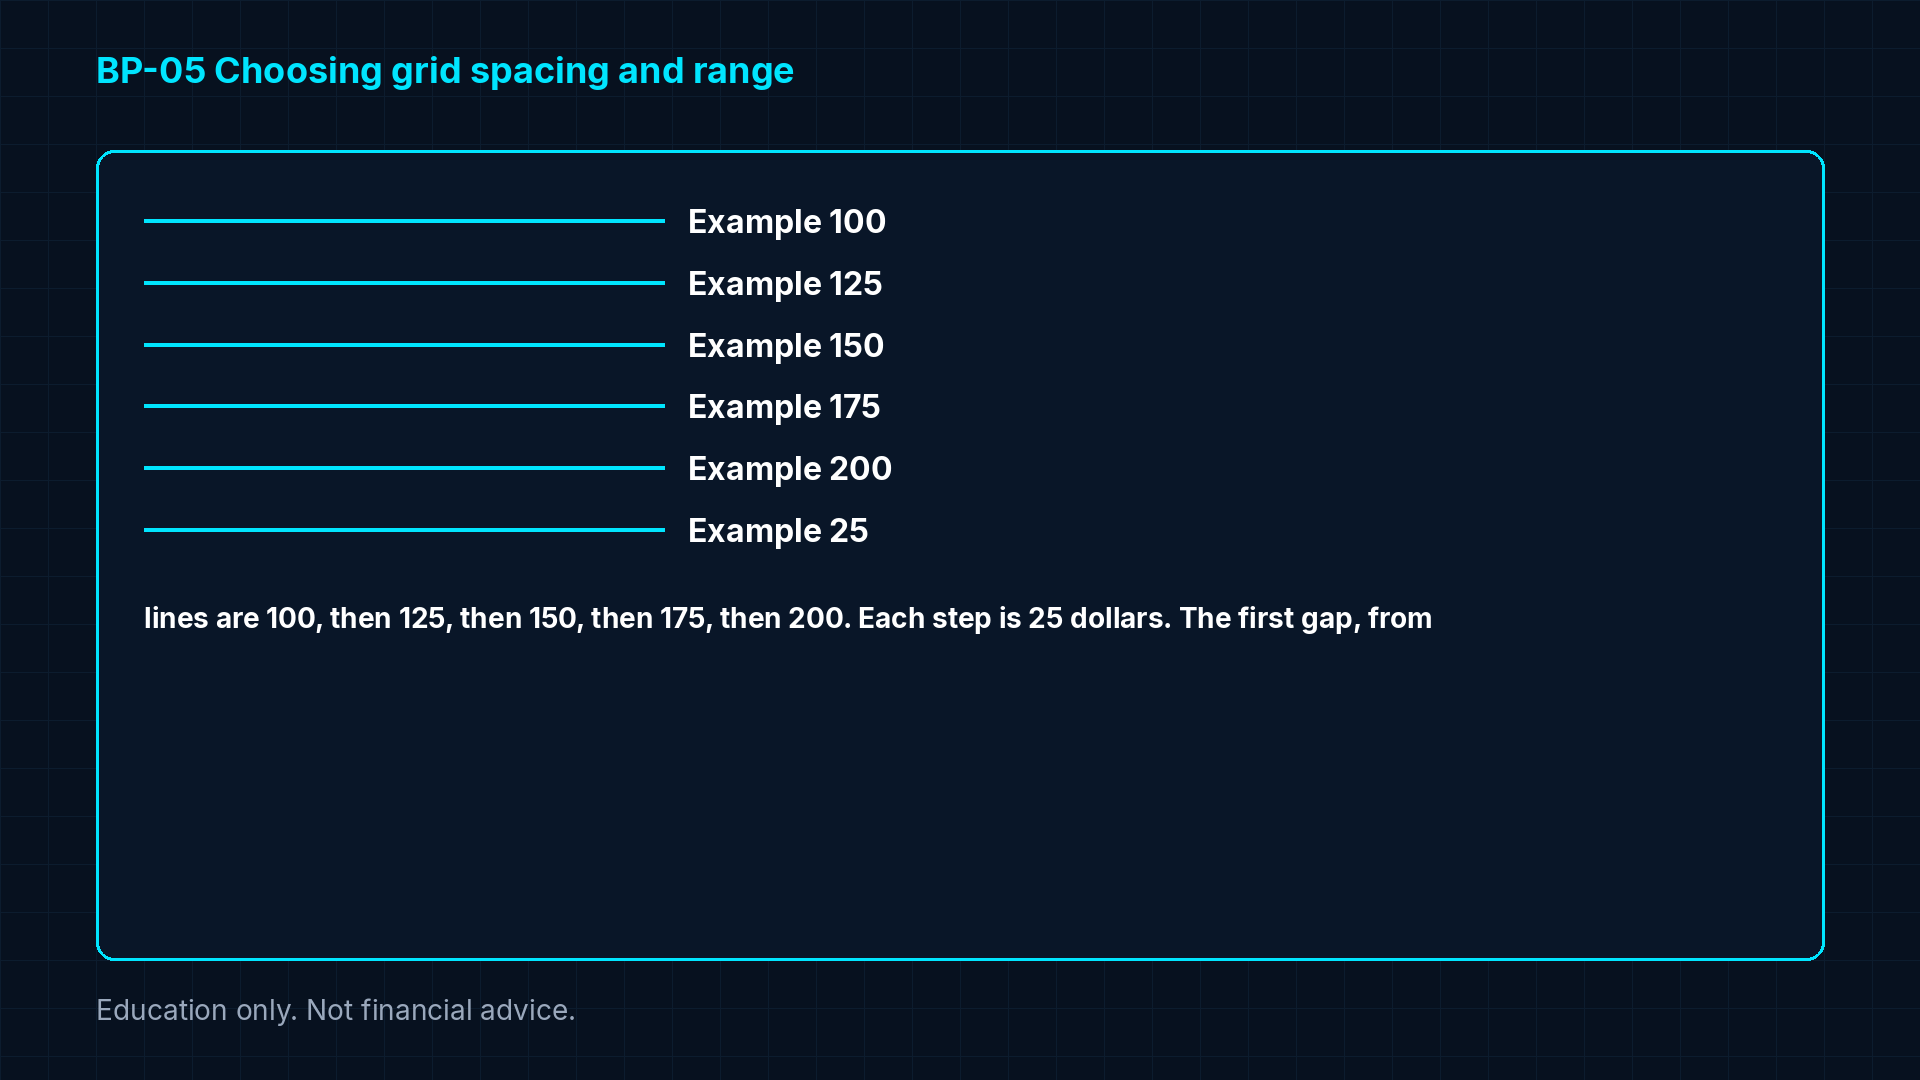 BP-05 Choosing grid spacing and range
Example 100
Example 125
Example 150
Example 175
Example 200
Example 25
lines are 100, then 125, then 150, then 175, then 200. Each step is 25 dollars. The first gap, from
Education only. Not financial advice.